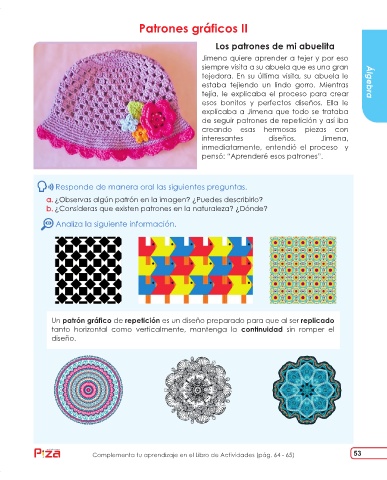 Patrones gráficos II
Los patrones de mi abuelita
Jimena quiere aprender a tejer y por eso
siempre visita a su abuela que es una gran
tejedora. En su última visita, su abuela le
estaba tejiendo un lindo gorro. Mientras
tejía, le explicaba el proceso para crear
esos bonitos y perfectos diseños. Ella le
explicaba a Jimena que todo se trataba
de seguir patrones de repetición y así iba
creando esas hermosas piezas con
interesantes diseños. Jimena,
inmediatamente, entendió el proceso y
pensó: “Aprenderé esos patrones”.
Álgebra
Responde de manera oral las siguientes preguntas.
a. ¿Observas algún patrón en la imagen? ¿Puedes describirlo?
b. ¿Consideras que existen patrones en la naturaleza? ¿Dónde?
Analiza la siguiente información.
Un patrón gráfico de repetición es un diseño preparado para que al ser replicado
tanto horizontal como verticalmente, mantenga la continuidad sin romper el
diseño.
Complementa tu aprendizaje en el Libro de Actividades (pág. 64 - 65)
53